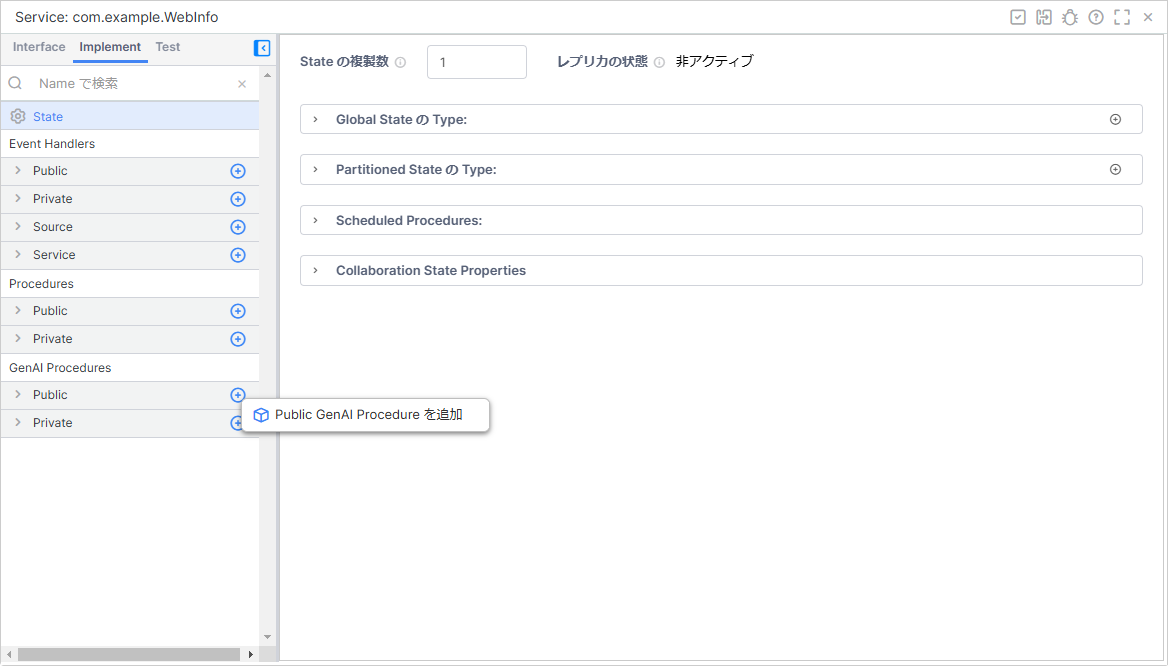 Service: com.example.WebInfo
Interface Implement Test
Name で検索
State
Event Handlers
Public
Private
Source
Service
Procedures
Public
Private
GenAI Procedures
Public
Private
Public GenAI Procedure を追加
State の複製数 1 レプリカの状態 非アクティブ
Global State の Type:
Partitioned State の Type:
Scheduled Procedures:
Collaboration State Properties